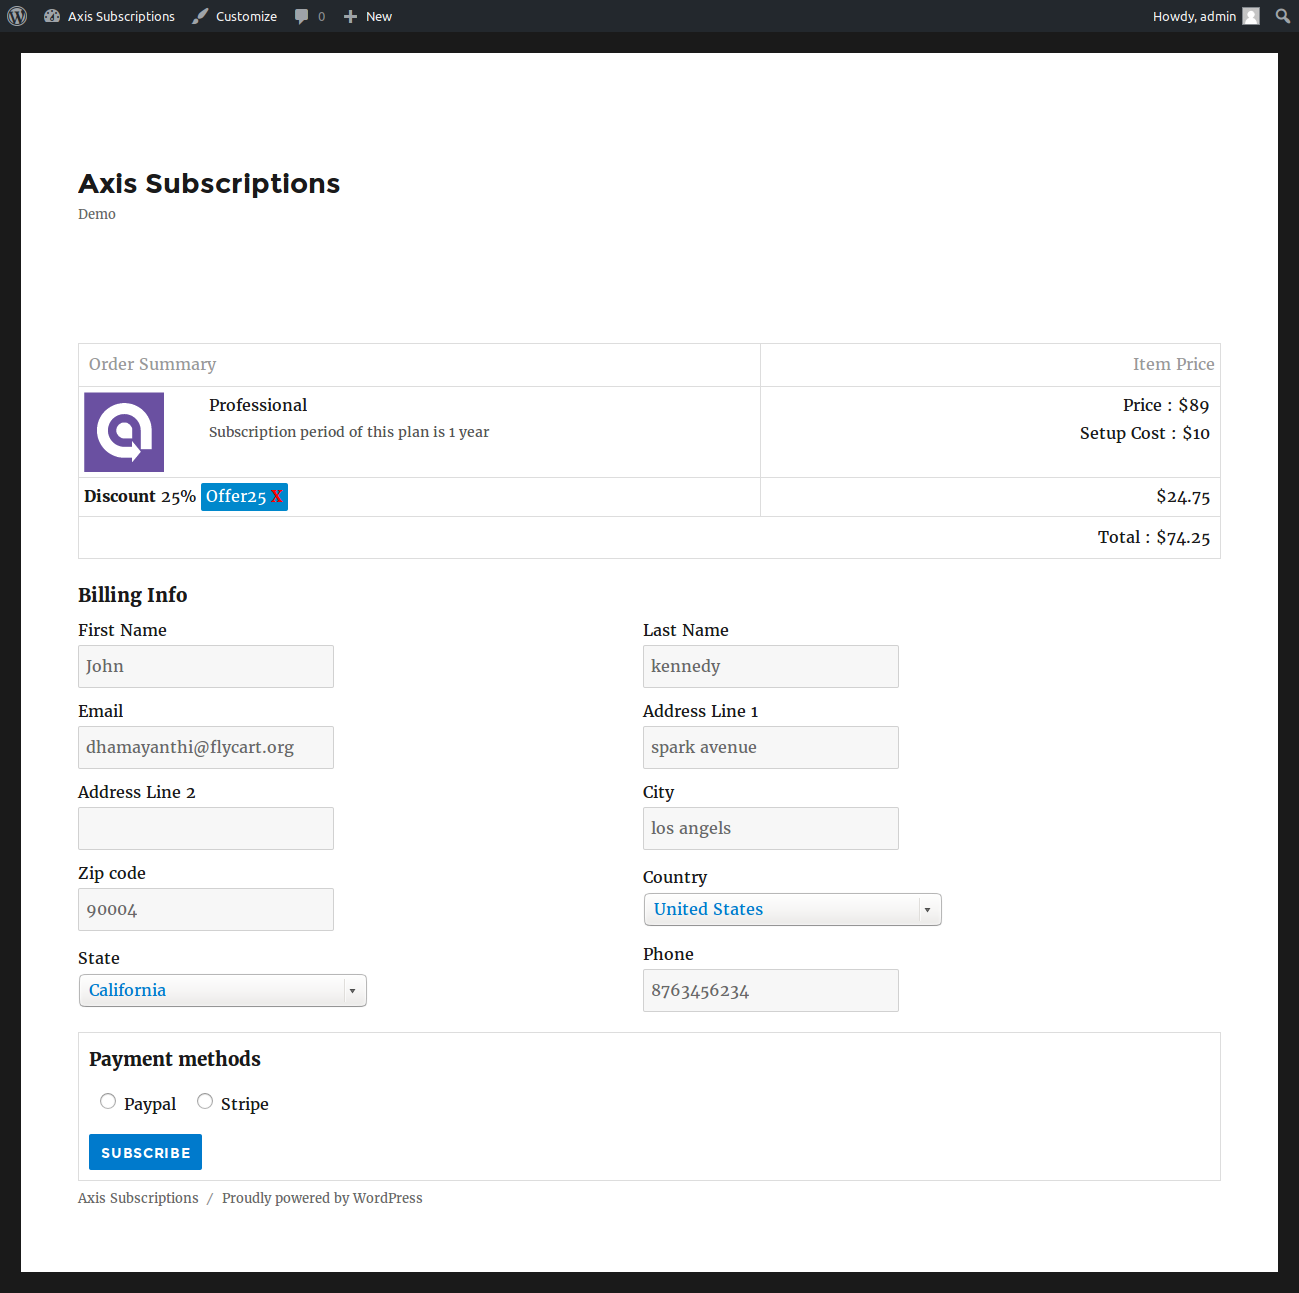 Axis Subscriptions Customize 0 New Howdy, admin
Axis Subscriptions
Demo
Order Summary Item Price
Professional Price : $89
Subscription period of this plan is 1 year Setup Cost : $10
Discount 25% Offer25 X $24.75
Total : $74.25
Billing Info
First Name Last Name
John kennedy
Email Address Line 1
dhamayanthi@flycart.org spark avenue
Address Line 2 City
los angels
Zip code Country
90004 United States
State Phone
California 8763456234
Payment methods
Paypal Stripe
SUBSCRIBE
Axis Subscriptions / Proudly powered by WordPress